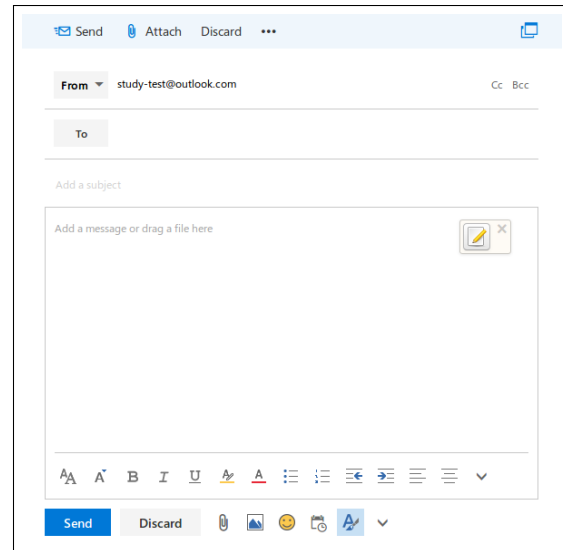 Send Attach Discard •••
From study-test@outlook.com Cc Bcc
To
Add a subject
Add a message or drag a file here
Send Discard